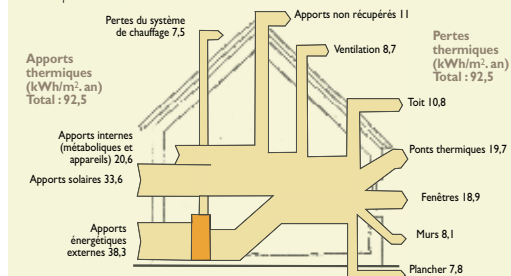 Pertes du système
de chauffage 7,5
Apports non récupérés 11
Ventilation 8,7
Pertes
thermiques
(kWh/m². an)
Total : 92,5
Apports
thermiques
(kWh/m². an)
Total : 92,5
Toit 10,8
Apports internes
(métaboliques et
appareils) 20,6
Ponts thermiques 19,7
Apports solaires 33,6
Fenêtres 18,9
Apports
énergétiques
externes 38,3
Murs 8,1
Plancher 7,8